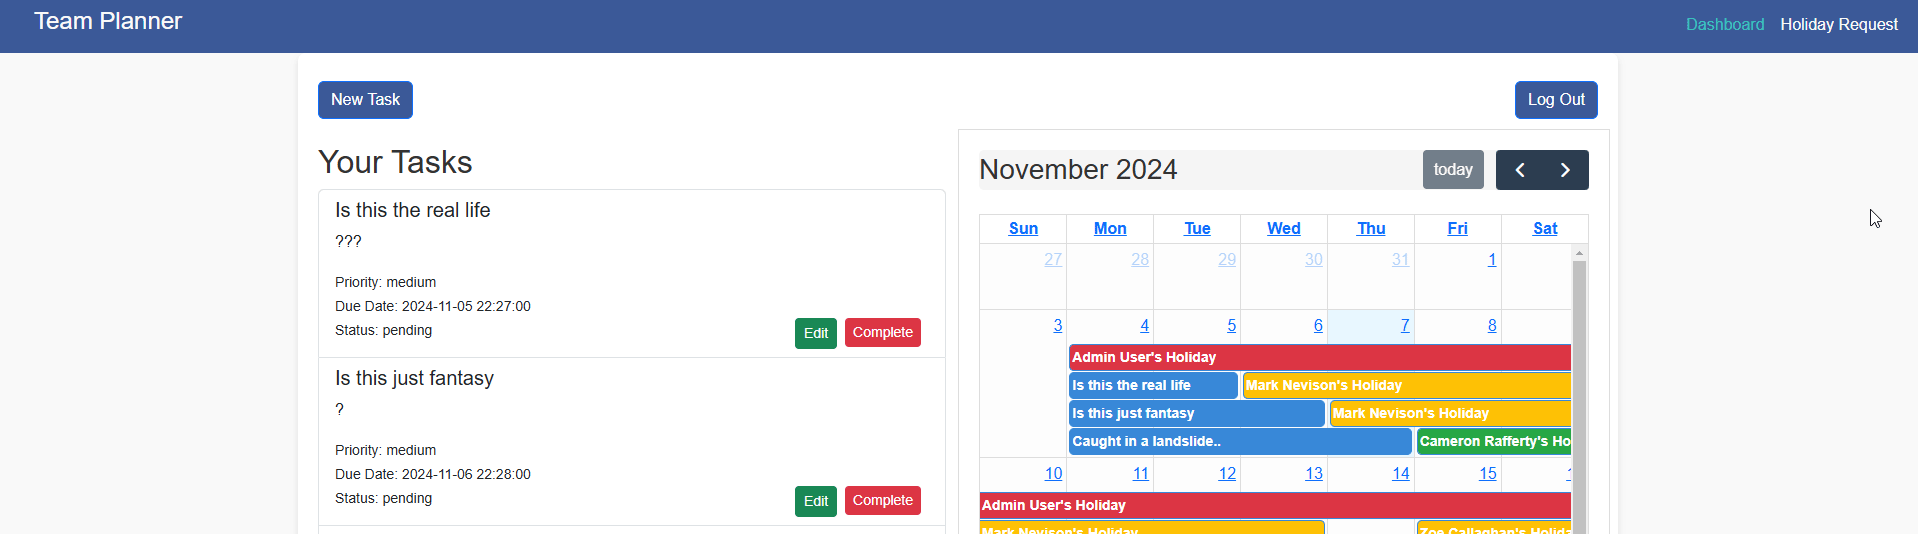 Team Planner
Dashboard Holiday Request
New Task
Log Out
Your Tasks
Is this the real life
???
Priority: medium
Due Date: 2024-11-05 22:27:00
Status: pending
Edit Complete
Is this just fantasy
?
Priority: medium
Due Date: 2024-11-06 22:28:00
Status: pending
Edit Complete
November 2024
today
Sun Mon Tue Wed Thu Fri Sat
27 28 29 30 31 1
3 4 5 6 7 8
Admin User's Holiday
Is this the real life Mark Nevison's Holiday
Is this just fantasy Mark Nevison's Holiday
Caught in a landslide.. Cameron Rafferty's Ho
10 11 12 13 14 15
Admin User's Holiday
Mark Nevison's Holiday Zoe Callaghan's Holida